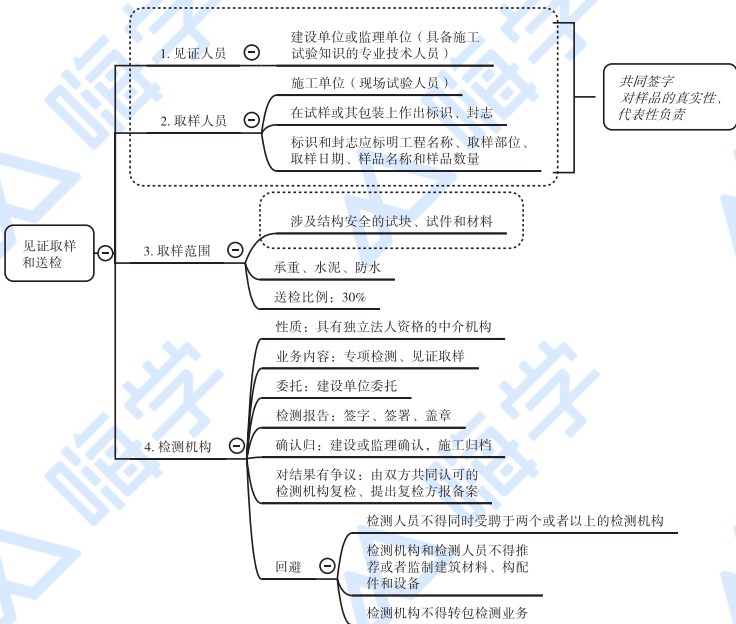 见证取样
和送检
1. 见证人员
建设单位或监理单位（具备施工
试验知识的专业技术人员）
2. 取样人员
施工单位（现场试验人员）
在试样或其包装上作出标识、封志
标识和封志应标明工程名称、取样部位、
取样日期、样品名称和样品数量
共同签字
对样品的真实性、
代表性负责
3. 取样范围
涉及结构安全的试块、试件和材料
承重、水泥、防水
送检比例：30%
4. 检测机构
性质：具有独立法人资格的中介机构
业务内容：专项检测、见证取样
委托：建设单位委托
检测报告：签字、签署、盖章
确认归：建设或监理确认，施工归档
对结果有争议：由双方共同认可的
检测机构复检、提出复检方报备案
回避
检测人员不得同时受聘于两个或者以上的检测机构
检测机构和检测人员不得推
荐或者监制建筑材料、构配
件和设备
检测机构不得转包检测业务
嗨学
嗨学
嗨学
嗨学